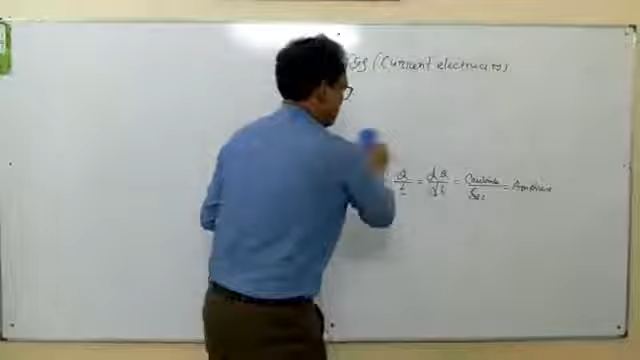 (Current electricity)
Q/t = dQ/dt = Coulomb/Sec = Ampere